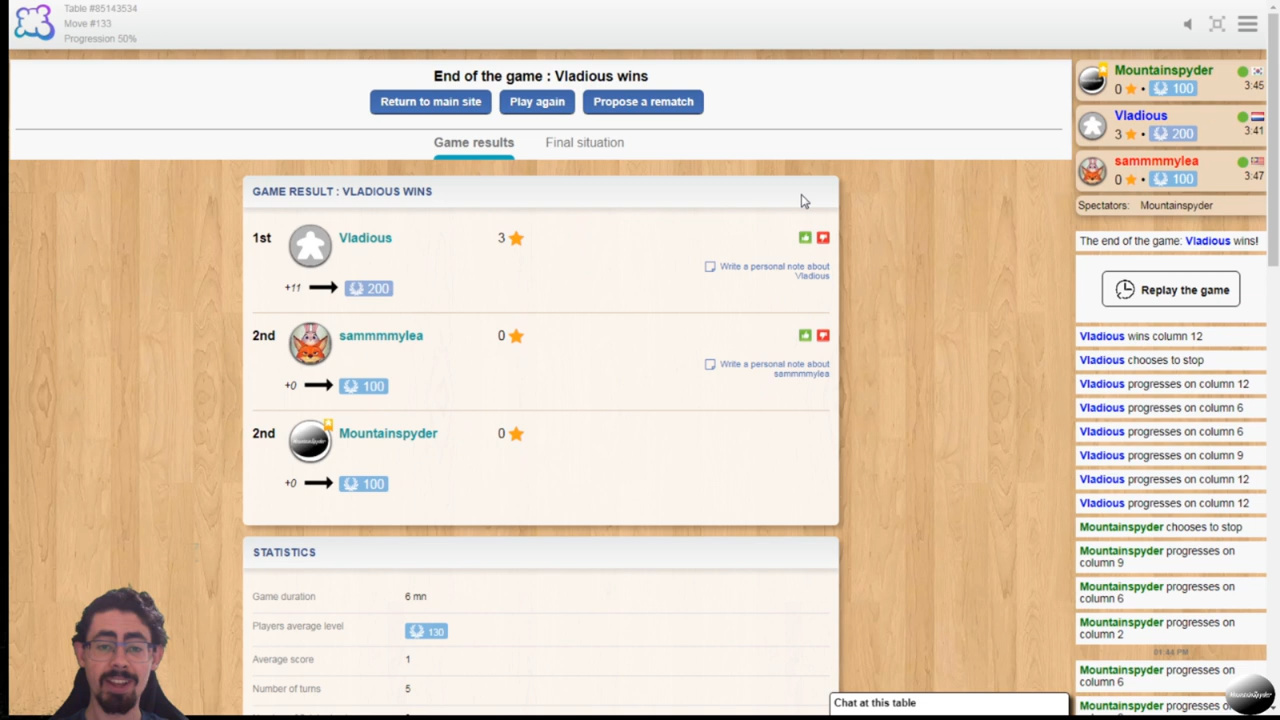 Table #85143534
Move #133
Progression 50%
End of the game : Vladious wins
Return to main site
Play again
Propose a rematch
Game results
Final situation
GAME RESULT : VLADIOUS WINS
1st
Vladious
3
Write a personal note about
Vladious
+11
200
2nd
sammmmylea
0
Write a personal note about
sammmmylea
+0
100
2nd
Mountainspyder
0
+0
100
STATISTICS
Game duration
6 mn
Players average level
130
Average score
1
Number of turns
5
Mountainspyder
0 • 100
3:45
Vladious
3 • 200
3:41
sammmmylea
0 • 100
3:47
Spectators: Mountainspyder
The end of the game: Vladious wins!
Replay the game
Vladious wins column 12
Vladious chooses to stop
Vladious progresses on column 12
Vladious progresses on column 6
Vladious progresses on column 6
Vladious progresses on column 9
Vladious progresses on column 12
Vladious progresses on column 12
Mountainspyder chooses to stop
Mountainspyder progresses on
column 9
Mountainspyder progresses on
column 6
Mountainspyder progresses on
column 2
01:44 PM
Mountainspyder progresses on
column 6
Mountainspyder progresses
Chat at this table
MountainSpyder